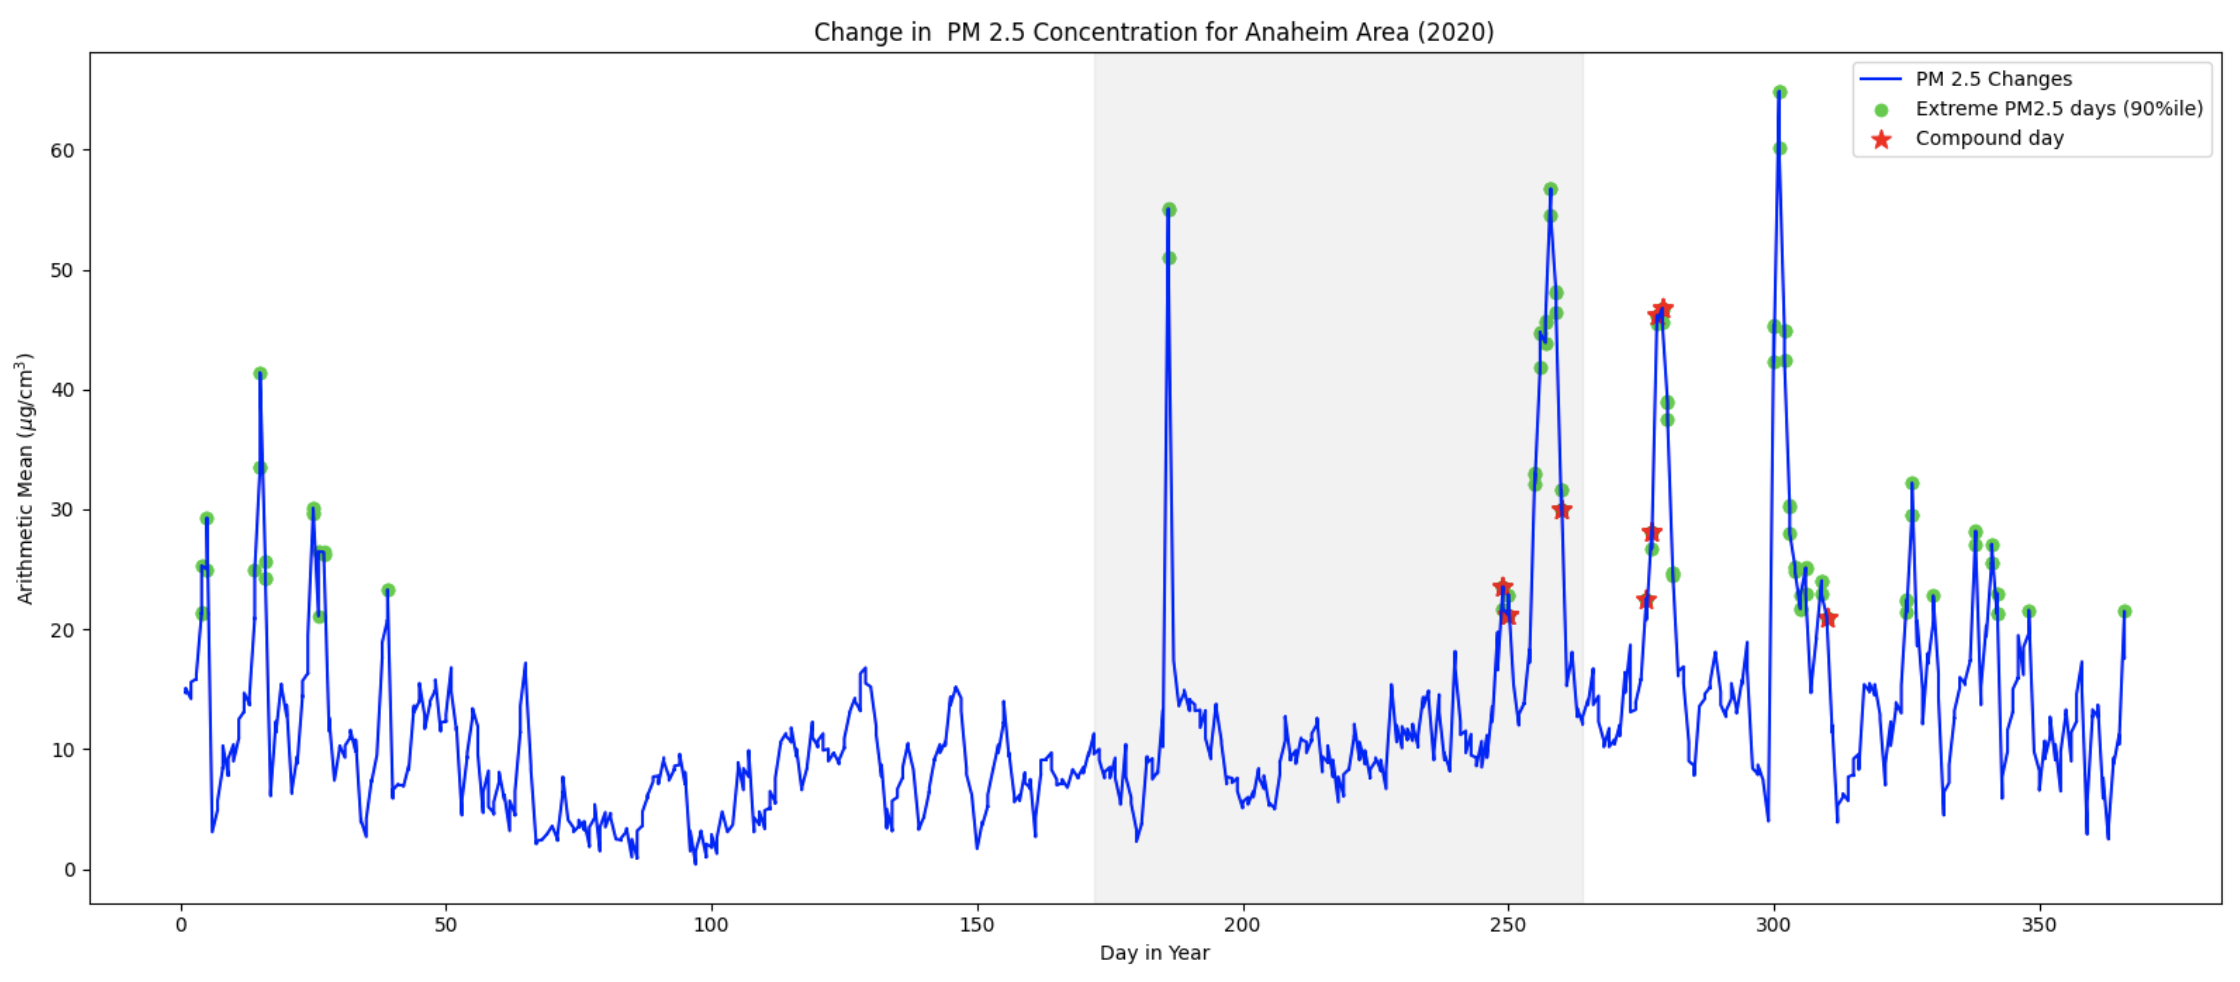 Change in  PM 2.5 Concentration for Anaheim Area (2020)
PM 2.5 Changes
Extreme PM2.5 days (90%ile)
Compound day
Arithmetic Mean (μg/cm³)
60
50
40
30
20
10
0
0 50 100 150 200 250 300 350
Day in Year